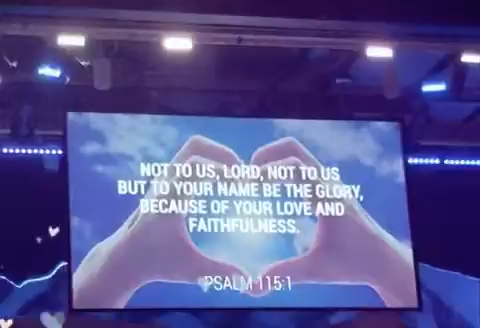 NOT TO US, LORD, NOT TO US
BUT TO YOUR NAME BE THE GLORY,
BECAUSE OF YOUR LOVE AND
FAITHFULNESS.
PSALM 115:1